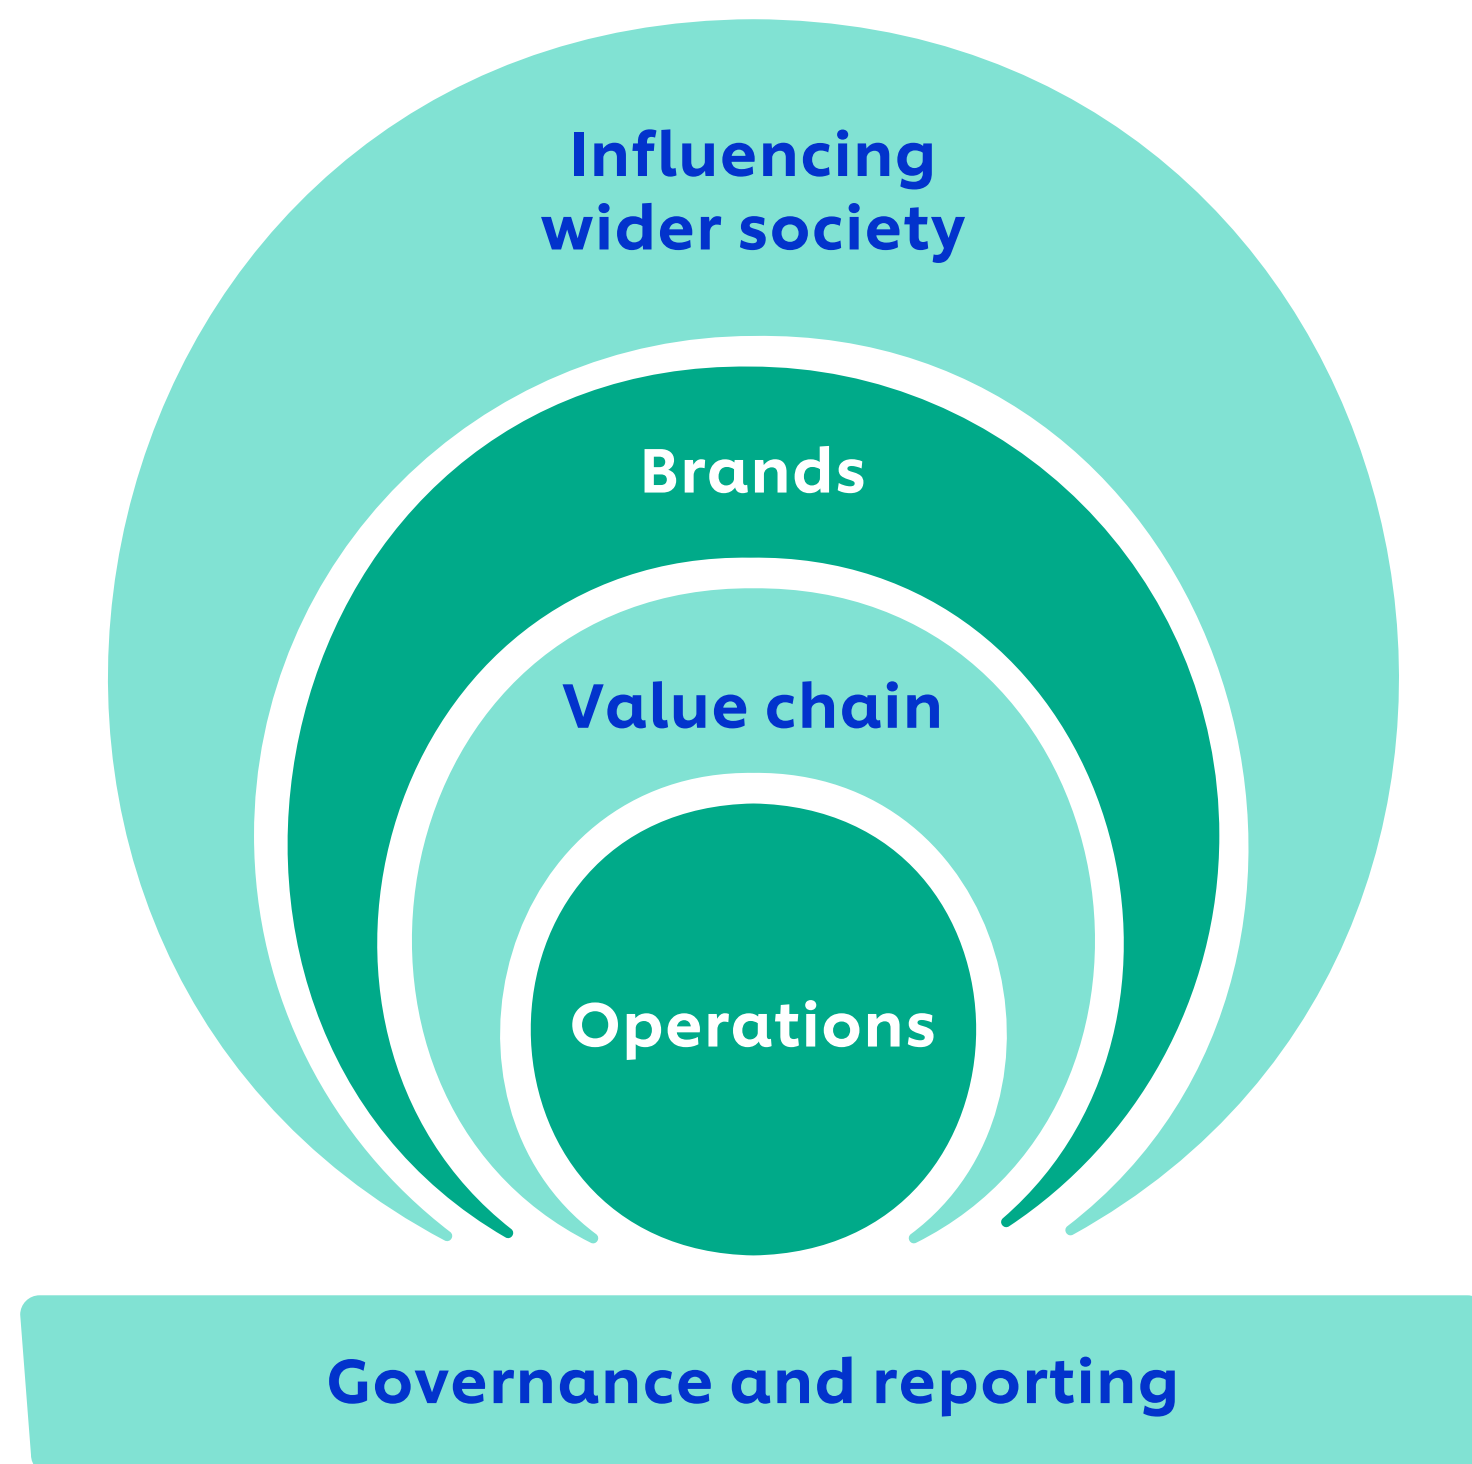 Influencing
wider society
Brands
Value chain
Operations
Governance and reporting